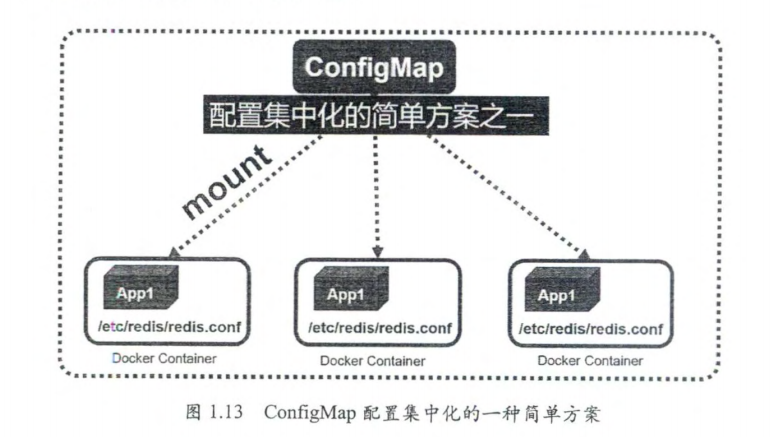 ConfigMap
配置集中化的简单方案之一
mount
App1
/etc/redis/redis.conf
Docker Container
App1
/etc/redis/redis.conf
Docker Container
App1
/etc/redis/redis.conf
Docker Container
图 1.13 ConfigMap 配置集中化的一种简单方案